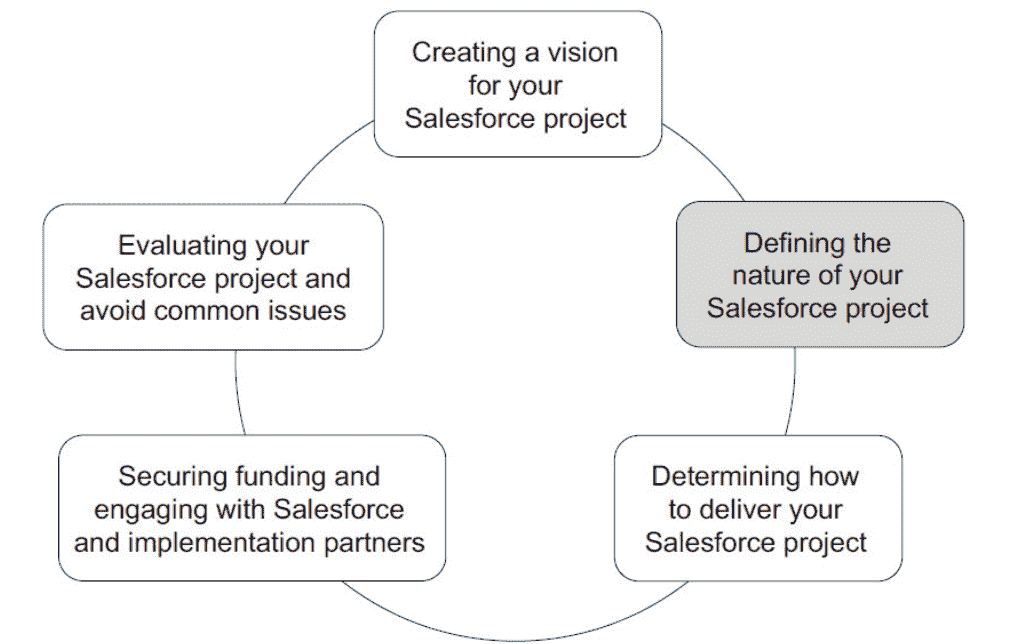 Creating a vision
for your
Salesforce project
Defining the
nature of your
Salesforce project
Determining how
to deliver your
Salesforce project
Securing funding and
engaging with Salesforce
and implementation partners
Evaluating your
Salesforce project and
avoid common issues